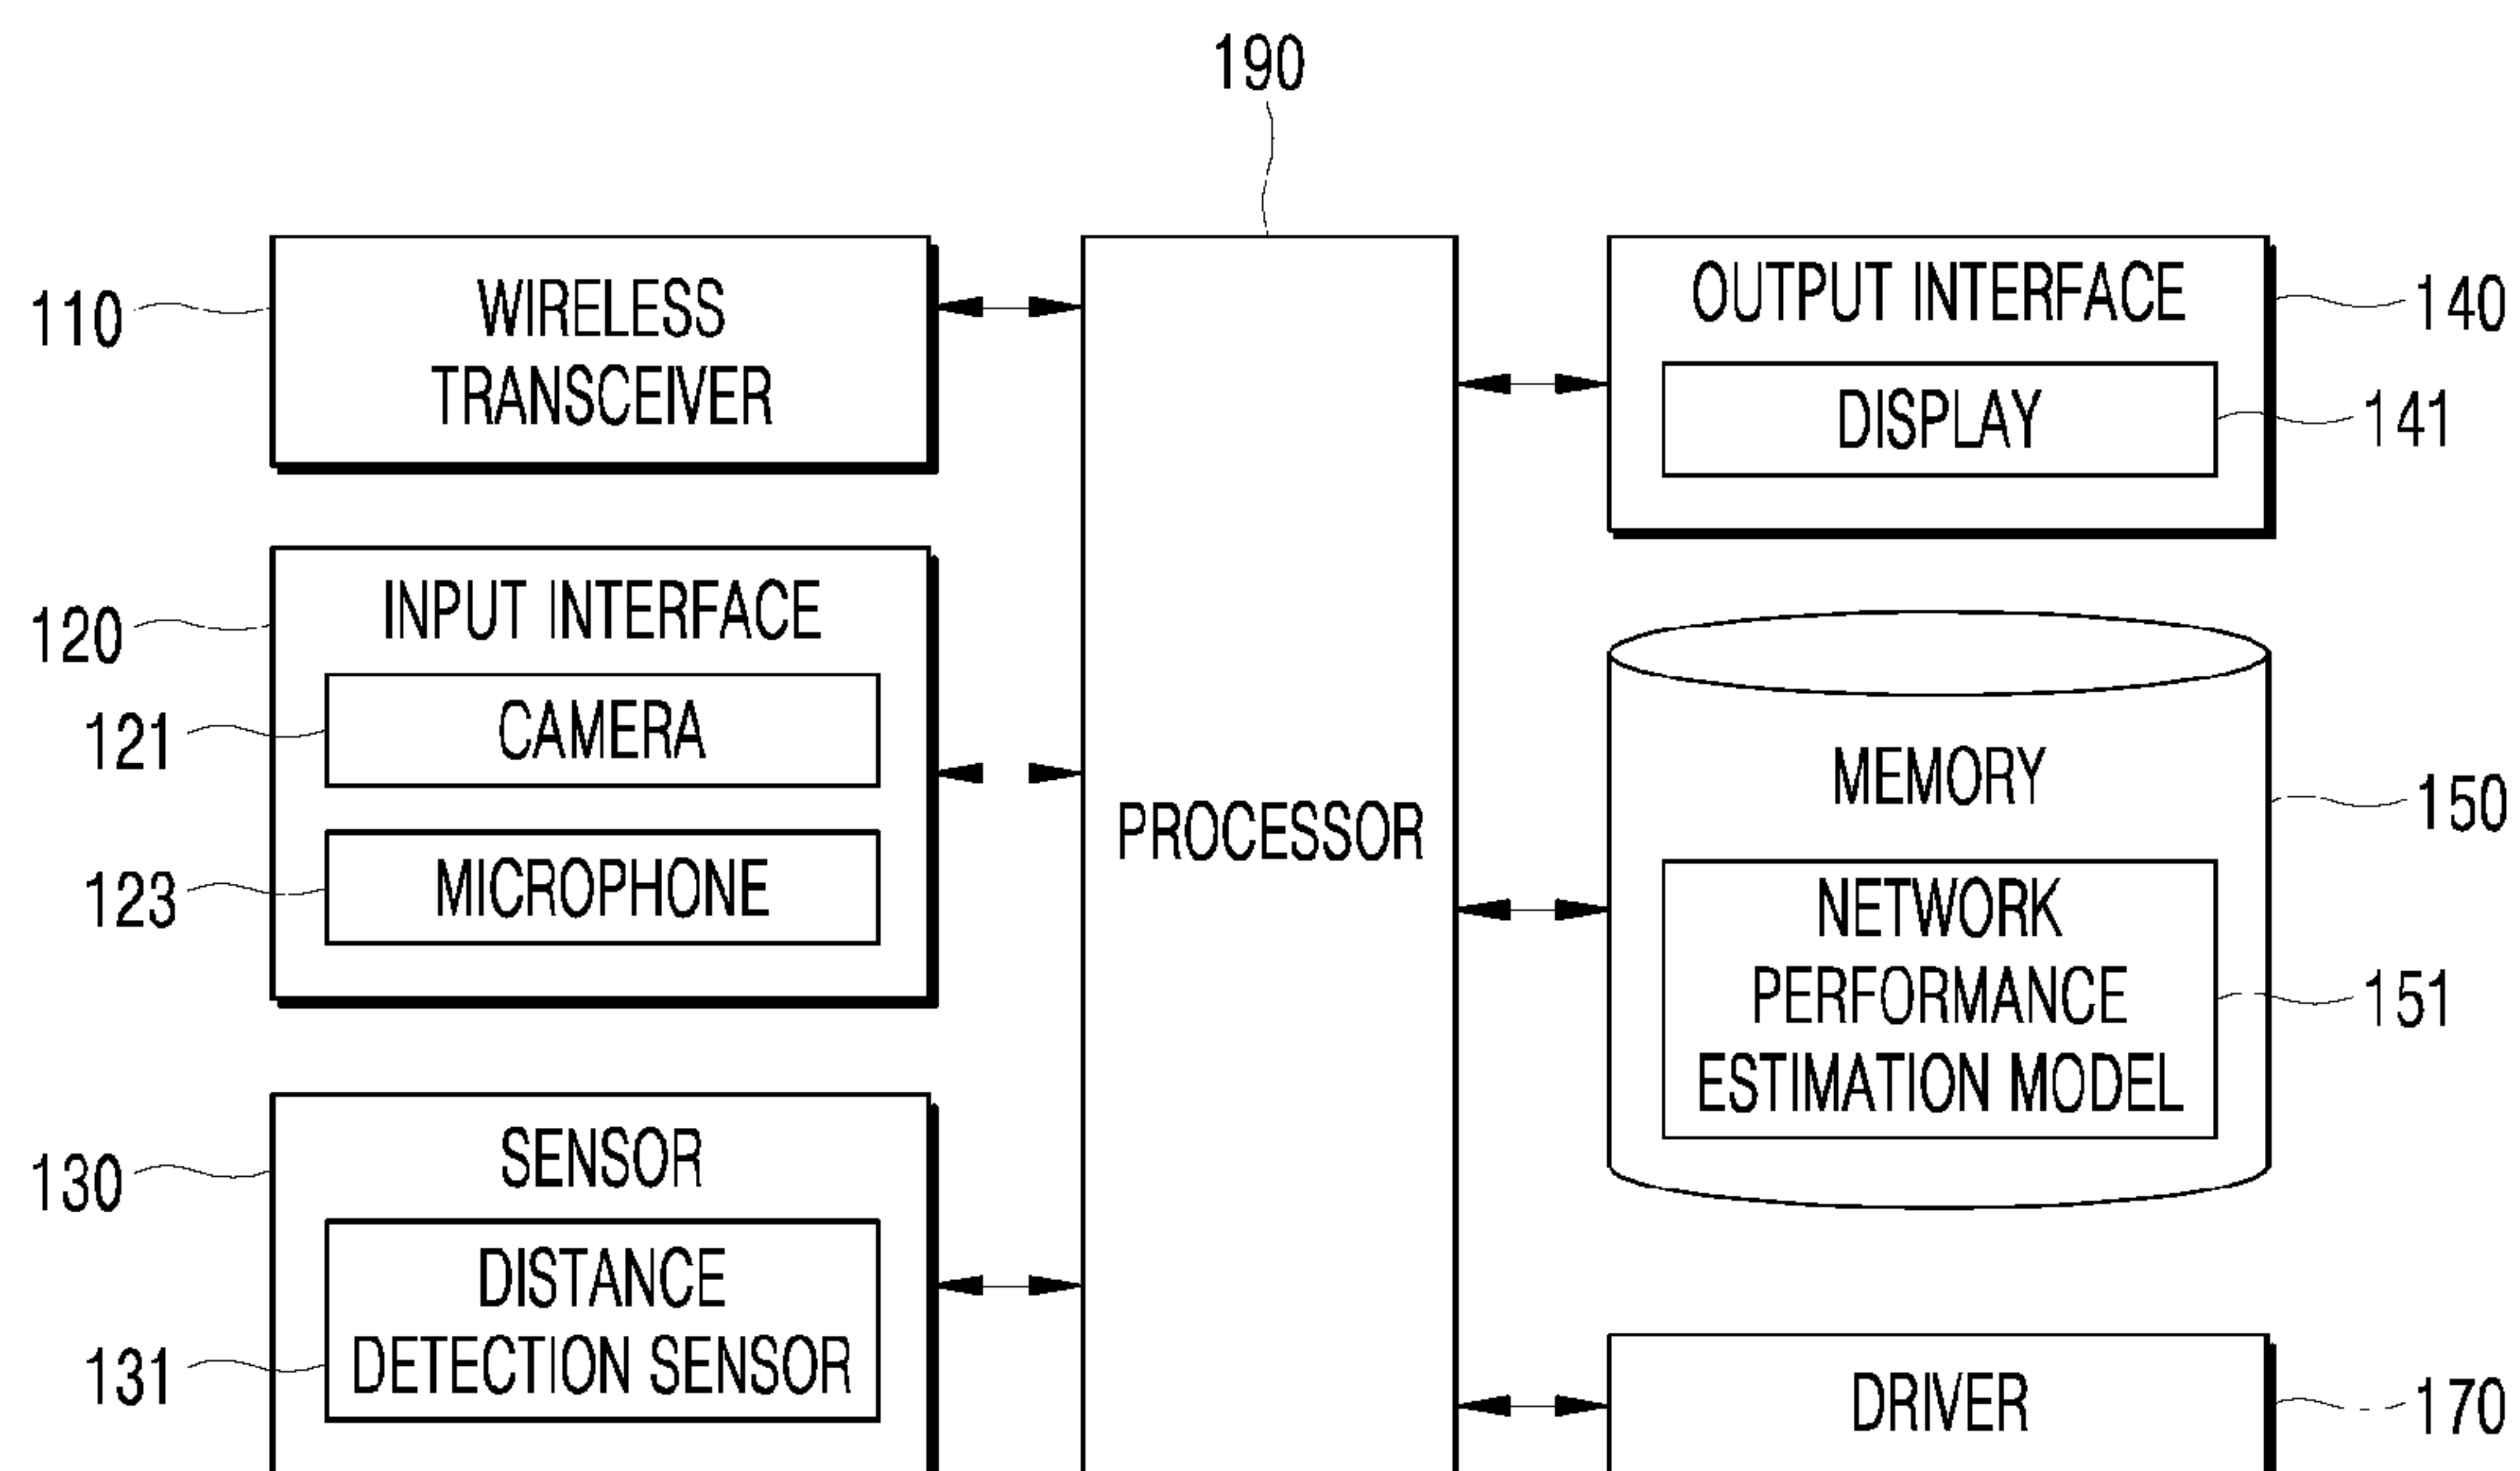 190
110
WIRELESS
TRANSCEIVER
120
INPUT INTERFACE
121
CAMERA
123
MICROPHONE
130
SENSOR
131
DISTANCE
DETECTION SENSOR
PROCESSOR
OUTPUT INTERFACE
140
DISPLAY
141
MEMORY
150
NETWORK
PERFORMANCE
ESTIMATION MODEL
151
DRIVER
170